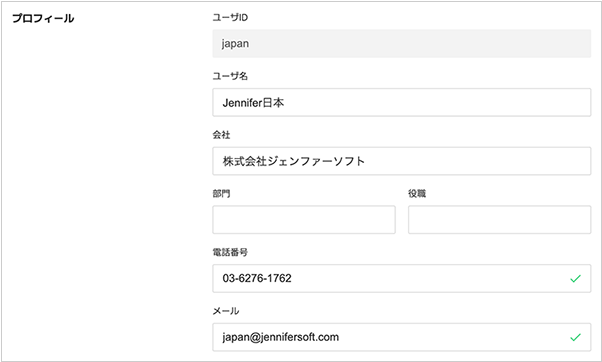 プロフィール
ユーザID
japan
ユーザ名
Jennifer日本
会社
株式会社ジェンファーソフト
部門 役職
電話番号
03-6276-1762
メール
japan@jennifersoft.com